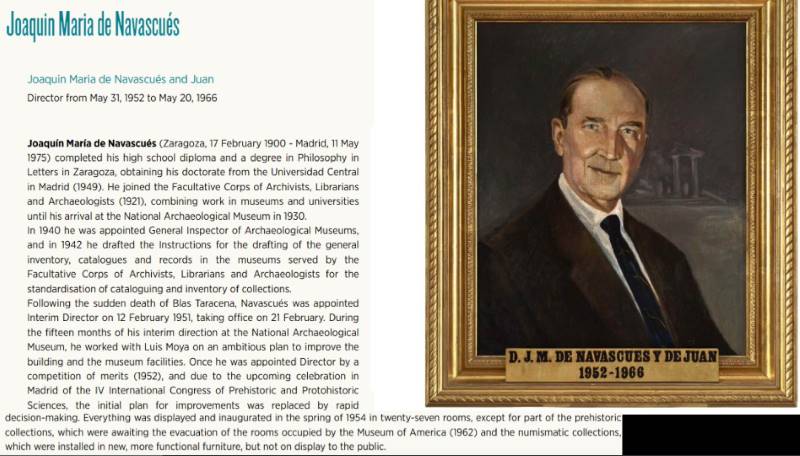 Joaquin Maria de Navascués
Joaquin Maria de Navascués and Juan
Director from May 31, 1952 to May 20, 1966
Joaquín María de Navascués (Zaragoza, 17 February 1900 - Madrid, 11 May
1975) completed his high school diploma and a degree in Philosophy in
Letters in Zaragoza, obtaining his doctorate from the Universidad Central
in Madrid (1949). He joined the Facultative Corps of Archivists, Librarians
and Archaeologists (1921), combining work in museums and universities
until his arrival at the National Archaeological Museum in 1930.
In 1940 he was appointed General Inspector of Archaeological Museums,
and in 1942 he drafted the Instructions for the drafting of the general
inventory, catalogues and records in the museums served by the
Facultative Corps of Archivists, Librarians and Archaeologists for the
standardisation of cataloguing and inventory of collections.
Following the sudden death of Blas Taracena, Navascués was appointed
Interim Director on 12 February 1951, taking office on 21 February. During
the fifteen months of his interim direction at the National Archaeological
Museum, he worked with Luis Moya on an ambitious plan to improve the
building and the museum facilities. Once he was appointed Director by a
competition of merits (1952), and due to the upcoming celebration in
Madrid of the IV International Congress of Prehistoric and Protohistoric
Sciences, the initial plan for improvements was replaced by rapid
decision-making. Everything was displayed and inaugurated in the spring of 1954 in twenty-seven rooms, except for part of the prehistoric
collections, which were awaiting the evacuation of the rooms occupied by the Museum of America (1962) and the numismatic collections,
which were installed in new, more functional furniture, but not on display to the public.
D. J. M. DE NAVASCUES Y DE JUAN
1952-1966